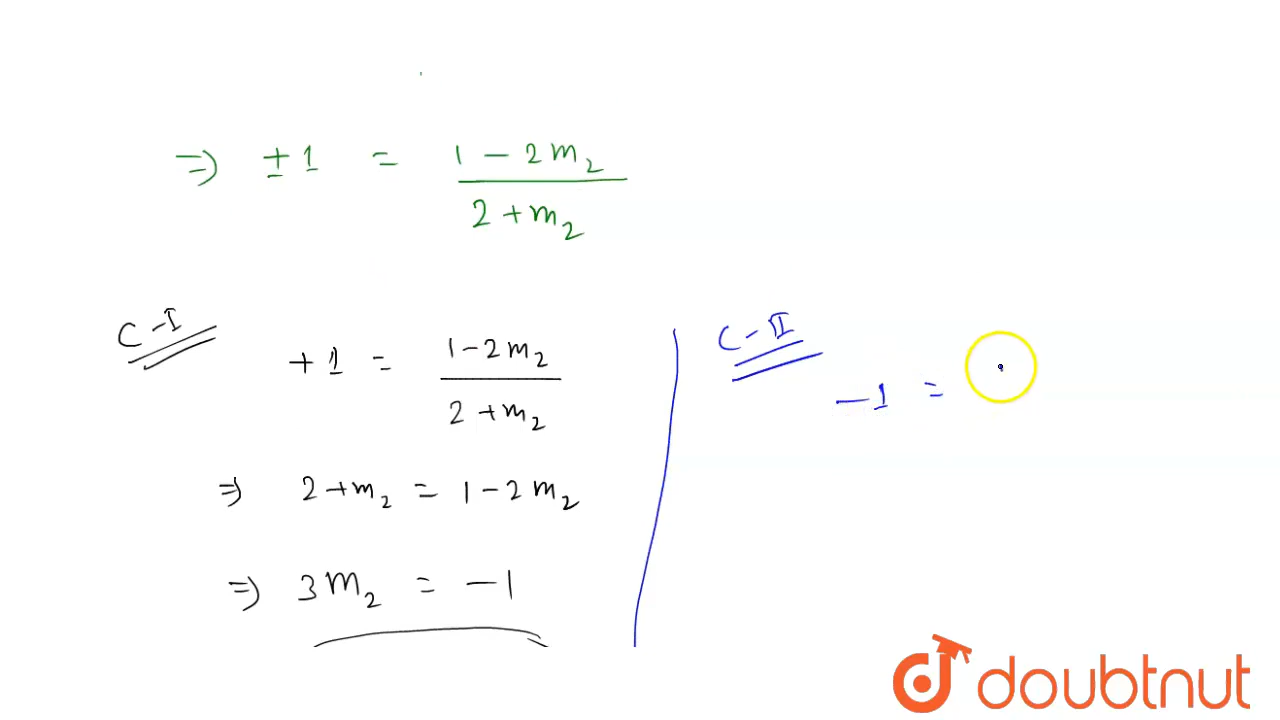 ⇒ ±1 = (1 - 2m₂)/(2 + m₂)
C-I
+1 = (1 - 2m₂)/(2 + m₂)
⇒ 2 + m₂ = 1 - 2m₂
⇒ 3m₂ = -1
C-II
-1 =
doubtnut